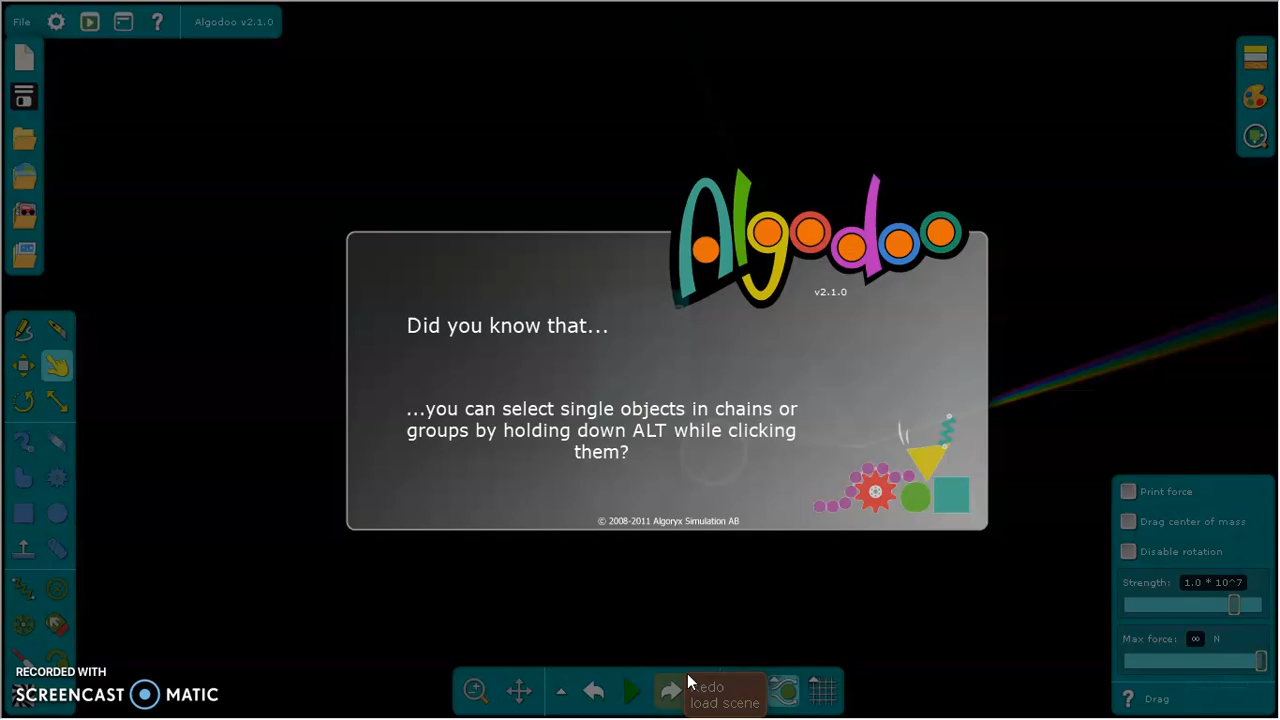 File
Algodoo v2.1.0
Algodoo
v2.1.0
Did you know that...
...you can select single objects in chains or
groups by holding down ALT while clicking
them?
© 2008-2011 Algoryx Simulation AB
Print force
Drag center of mass
Disable rotation
Strength: 1.0 * 10^7
Max force: ∞ N
? Drag
RECORDED WITH
SCREENCAST MATIC
load scene